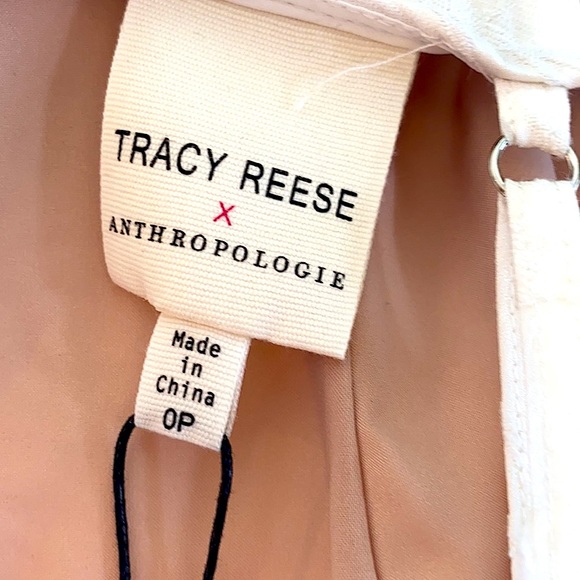 TRACY REESE
X
ANTHROPOLOGIE
Made
in
China
0P